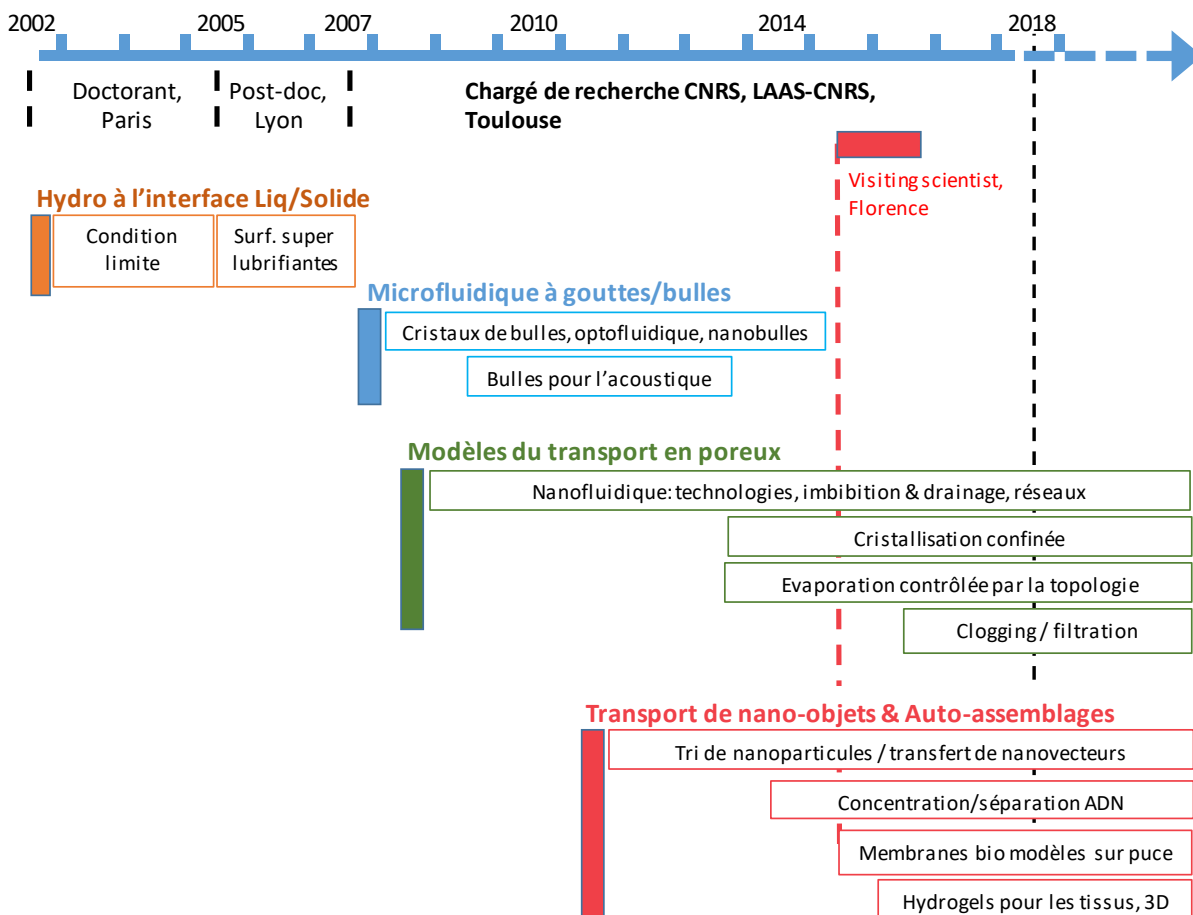 2002 2005 2007 2010 2014 2018
Doctorant,
Paris
Post-doc,
Lyon
Chargé de recherche CNRS, LAAS-CNRS,
Toulouse
Visiting scientist,
Florence
Hydro à l'interface Liq/Solide
Condition
limite
Surf. super
lubrifiantes
Microfluidique à gouttes/bulles
Cristaux de bulles, optofluidique, nanobulles
Bulles pour l'acoustique
Modèles du transport en poreux
Nanofluidique: technologies, imbibition & drainage, réseaux
Cristallisation confinée
Evaporation contrôlée par la topologie
Clogging / filtration
Transport de nano-objets & Auto-assemblages
Tri de nanoparticules / transfert de nanovecteurs
Concentration/séparation ADN
Membranes bio modèles sur puce
Hydrogels pour les tissus, 3D